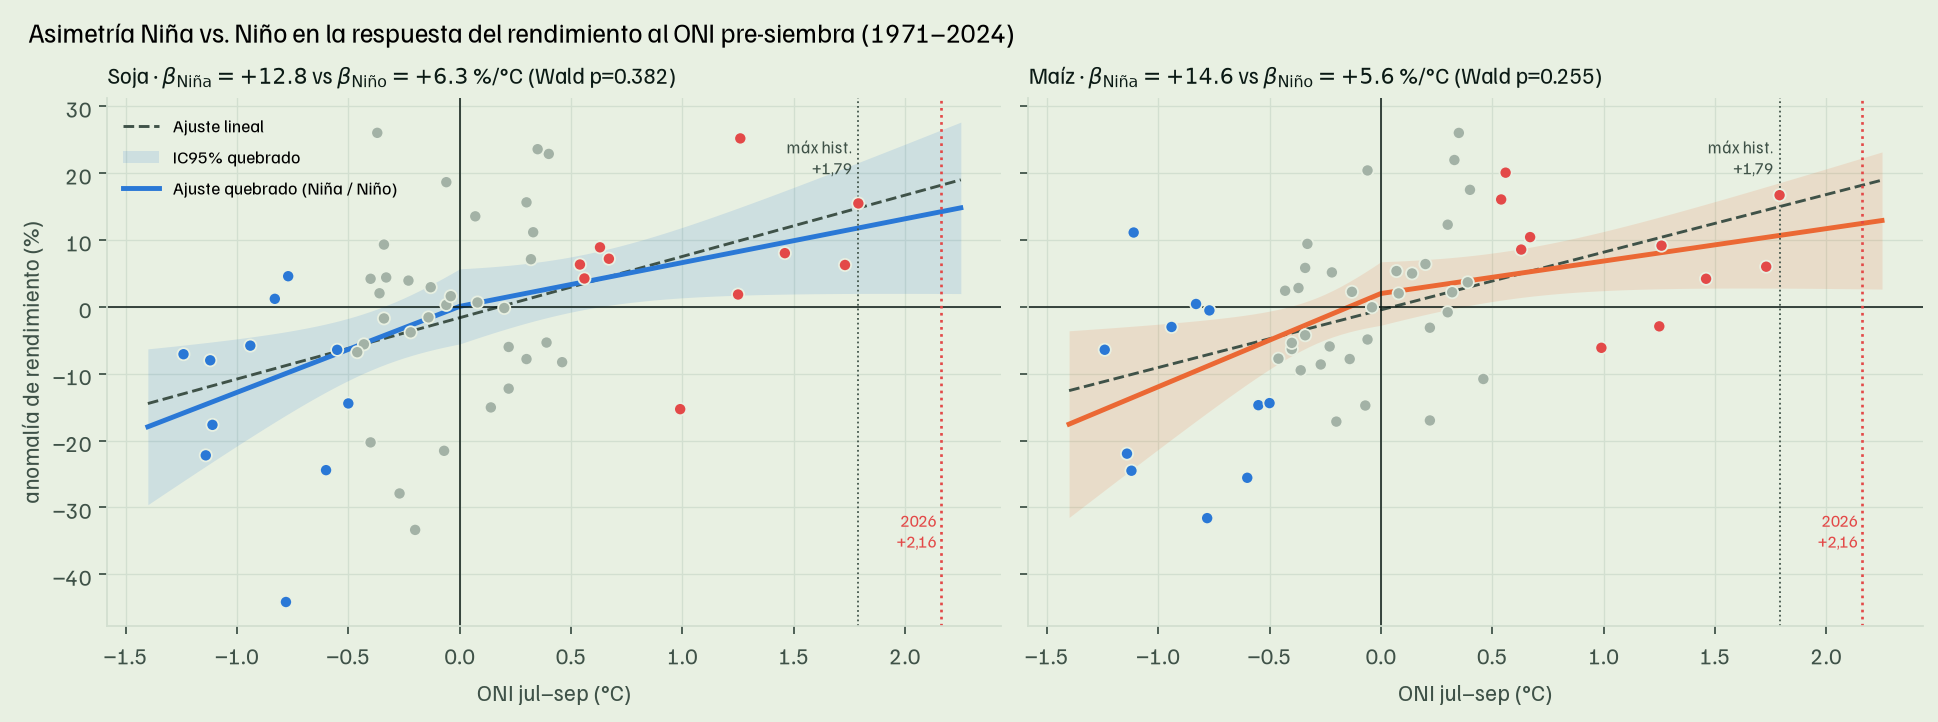 Asimetría Niña vs. Niño en la respuesta del rendimiento al ONI pre-siembra (1971–2024)
Soja · βNiña = +12.8 vs βNiño = +6.3 %/°C (Wald p=0.382)
Ajuste lineal
IC95% quebrado
Ajuste quebrado (Niña / Niño)
máx hist.
+1,79
2026
+2,16
30
20
10
0
−10
−20
−30
−40
anomalía de rendimiento (%)
−1.5 −1.0 −0.5 0.0 0.5 1.0 1.5 2.0
ONI jul–sep (°C)
Maíz · βNiña = +14.6 vs βNiño = +5.6 %/°C (Wald p=0.255)
máx hist.
+1,79
2026
+2,16
−1.5 −1.0 −0.5 0.0 0.5 1.0 1.5 2.0
ONI jul–sep (°C)